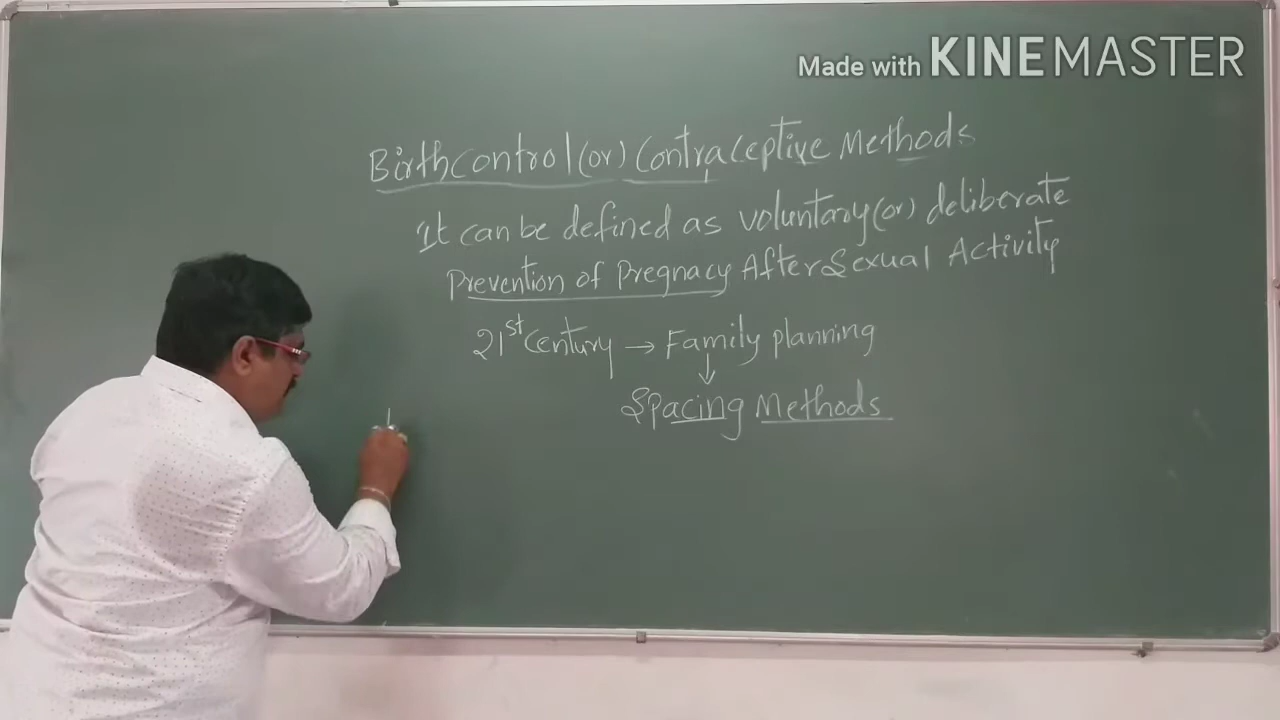 Made with KINEMASTER
Birthcontrol (or) Contraceptive Methods
It can be defined as voluntary (or) deliberate
Prevention of Pregnacy After Sexual Activity
21st Century → Family planning
↓
Spacing Methods